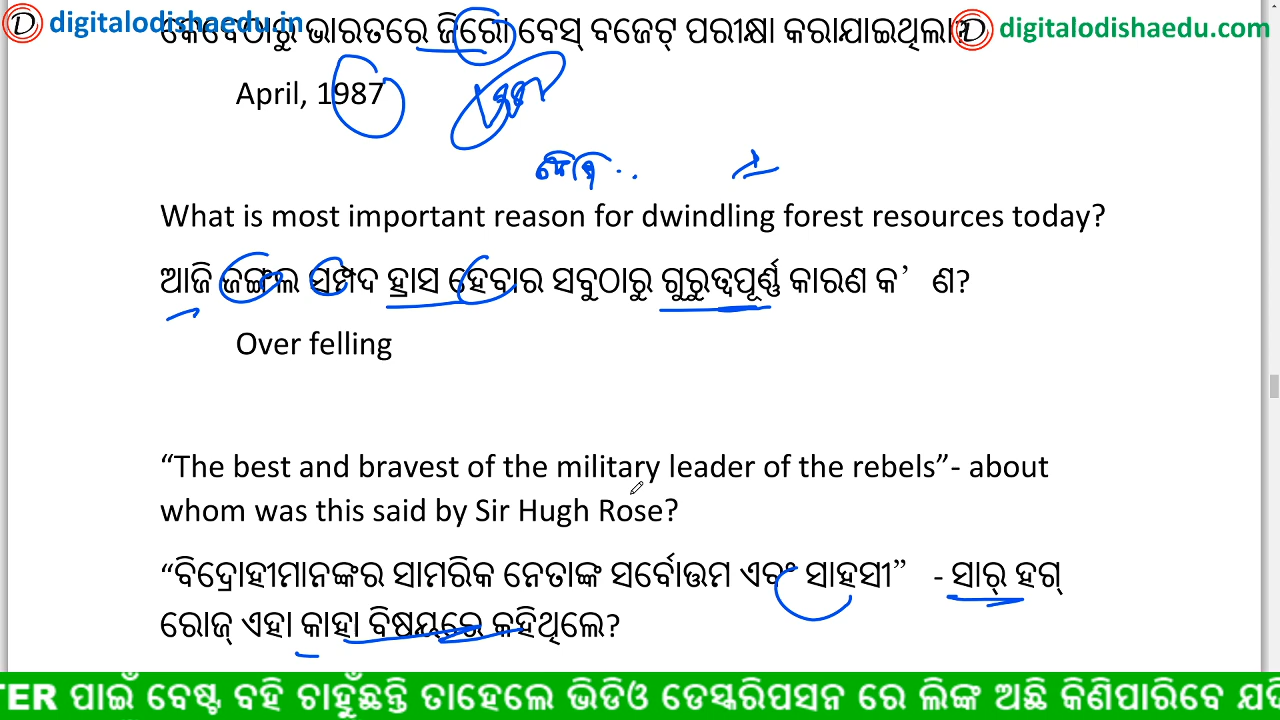 digitalodishaedu.in
digitalodishaedu.com
କେବେଠାରୁ ଭାରତରେ ଜିରୋ ବେସ୍ ବଜେଟ୍ ପରୀକ୍ଷା କରାଯାଇଥିଲା?
April, 1987
What is most important reason for dwindling forest resources today?
ଆଜି ଜଙ୍ଗଲ ସମ୍ପଦ ହ୍ରାସ ହେବାର ସବୁଠାରୁ ଗୁରୁତ୍ୱପୂର୍ଣ୍ଣ କାରଣ କ’ ଣ?
Over felling
“The best and bravest of the military leader of the rebels”- about
whom was this said by Sir Hugh Rose?
“ବିଦ୍ରୋହୀମାନଙ୍କର ସାମରିକ ନେତାଙ୍କ ସର୍ବୋତ୍ତମ ଏବଂ ସାହସୀ” - ସାର୍ ହଗ୍
ରୋଜ୍ ଏହା କାହା ବିଷୟରେ କହିଥିଲେ?
TER ପାଇଁ ବେଷ୍ଟ ବହି ଚାହୁଁଛନ୍ତି ତାହେଲେ ଭିଡିଓ ଡେସ୍କରିପସନ ରେ ଲିଙ୍କ ଅଛି କିଣିପାରିବେ ଯଦି